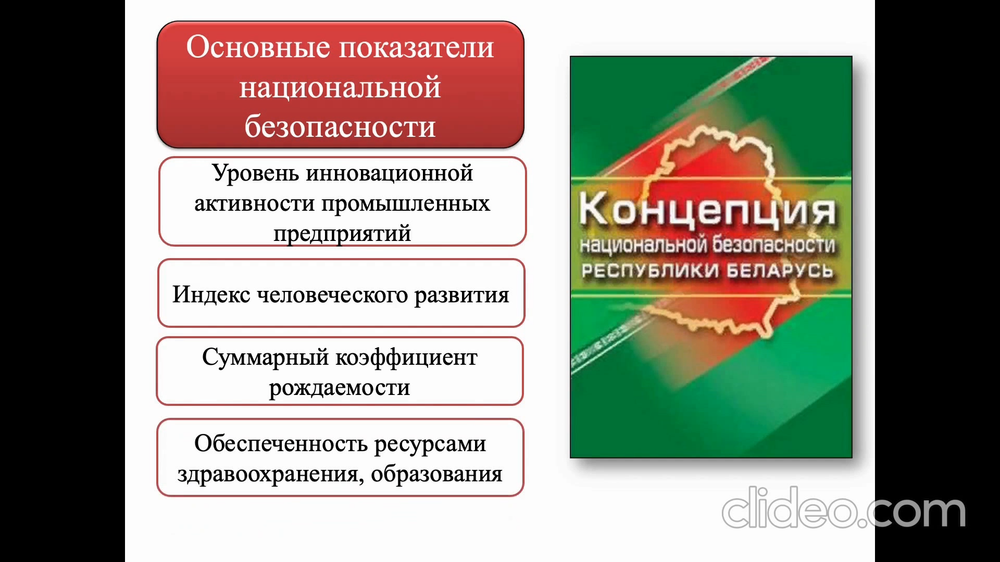 Основные показатели
национальной
безопасности
Уровень инновационной
активности промышленных
предприятий
Индекс человеческого развития
Суммарный коэффициент
рождаемости
Обеспеченность ресурсами
здравоохранения, образования
Концепция
национальной безопасности
РЕСПУБЛИКИ БЕЛАРУСЬ
clideo.com